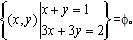 {(x,y)|x+y=1
3x+3y=2}=ϕ。